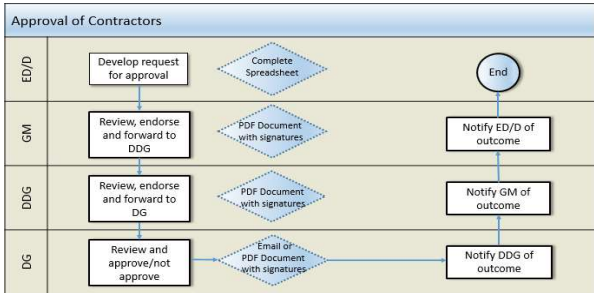 Approval of Contractors
ED/D
Develop request
for approval
Complete
Spreadsheet
End
GM
Review, endorse
and forward to
DDG
PDF Document
with signatures
Notify ED/D of
outcome
DDG
Review, endorse
and forward to
DG
PDF Document
with signatures
Notify GM of
outcome
DG
Review and
approve/not
approve
Email or
PDF Document
with signatures
Notify DDG of
outcome